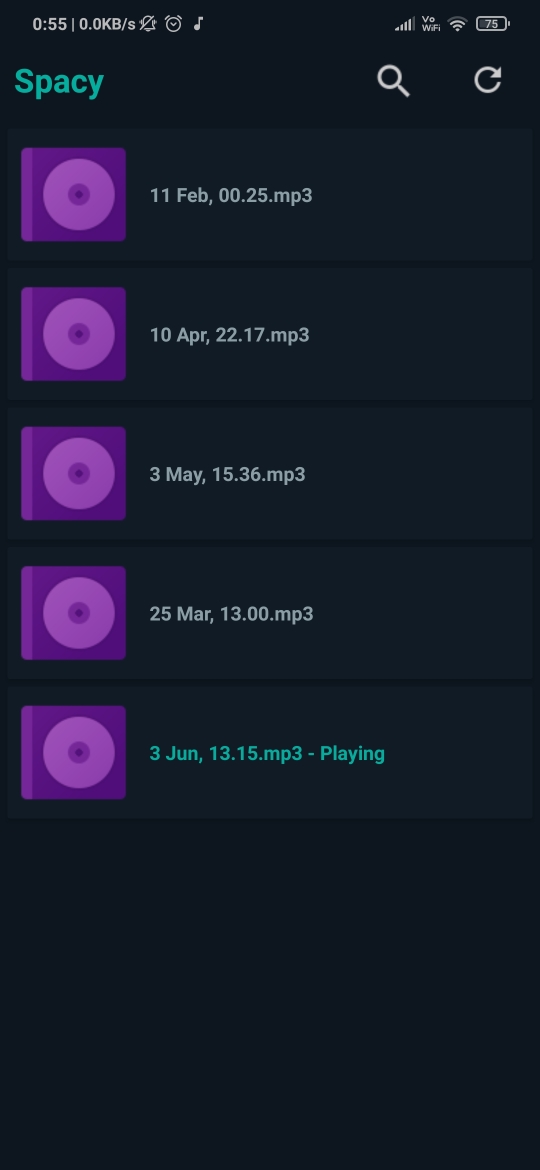 0:55 | 0.0KB/s Vo WiFi 75
Spacy
11 Feb, 00.25.mp3
10 Apr, 22.17.mp3
3 May, 15.36.mp3
25 Mar, 13.00.mp3
3 Jun, 13.15.mp3 - Playing